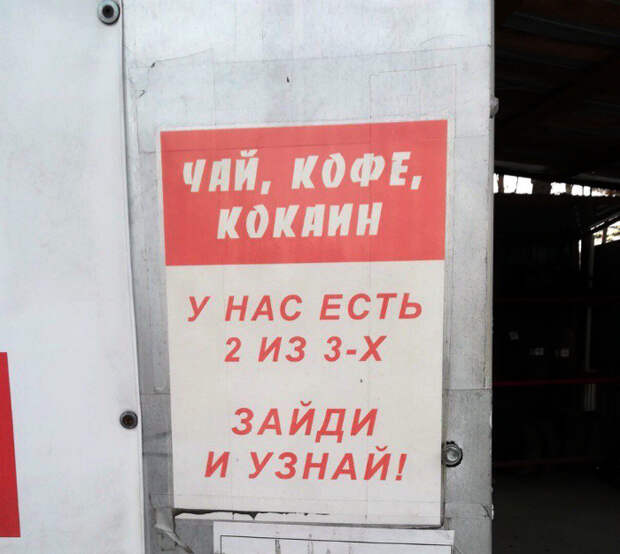 ЧАЙ, КОФЕ,
КОКАИН
У НАС ЕСТЬ
2 ИЗ 3-Х
ЗАЙДИ
И УЗНАЙ!